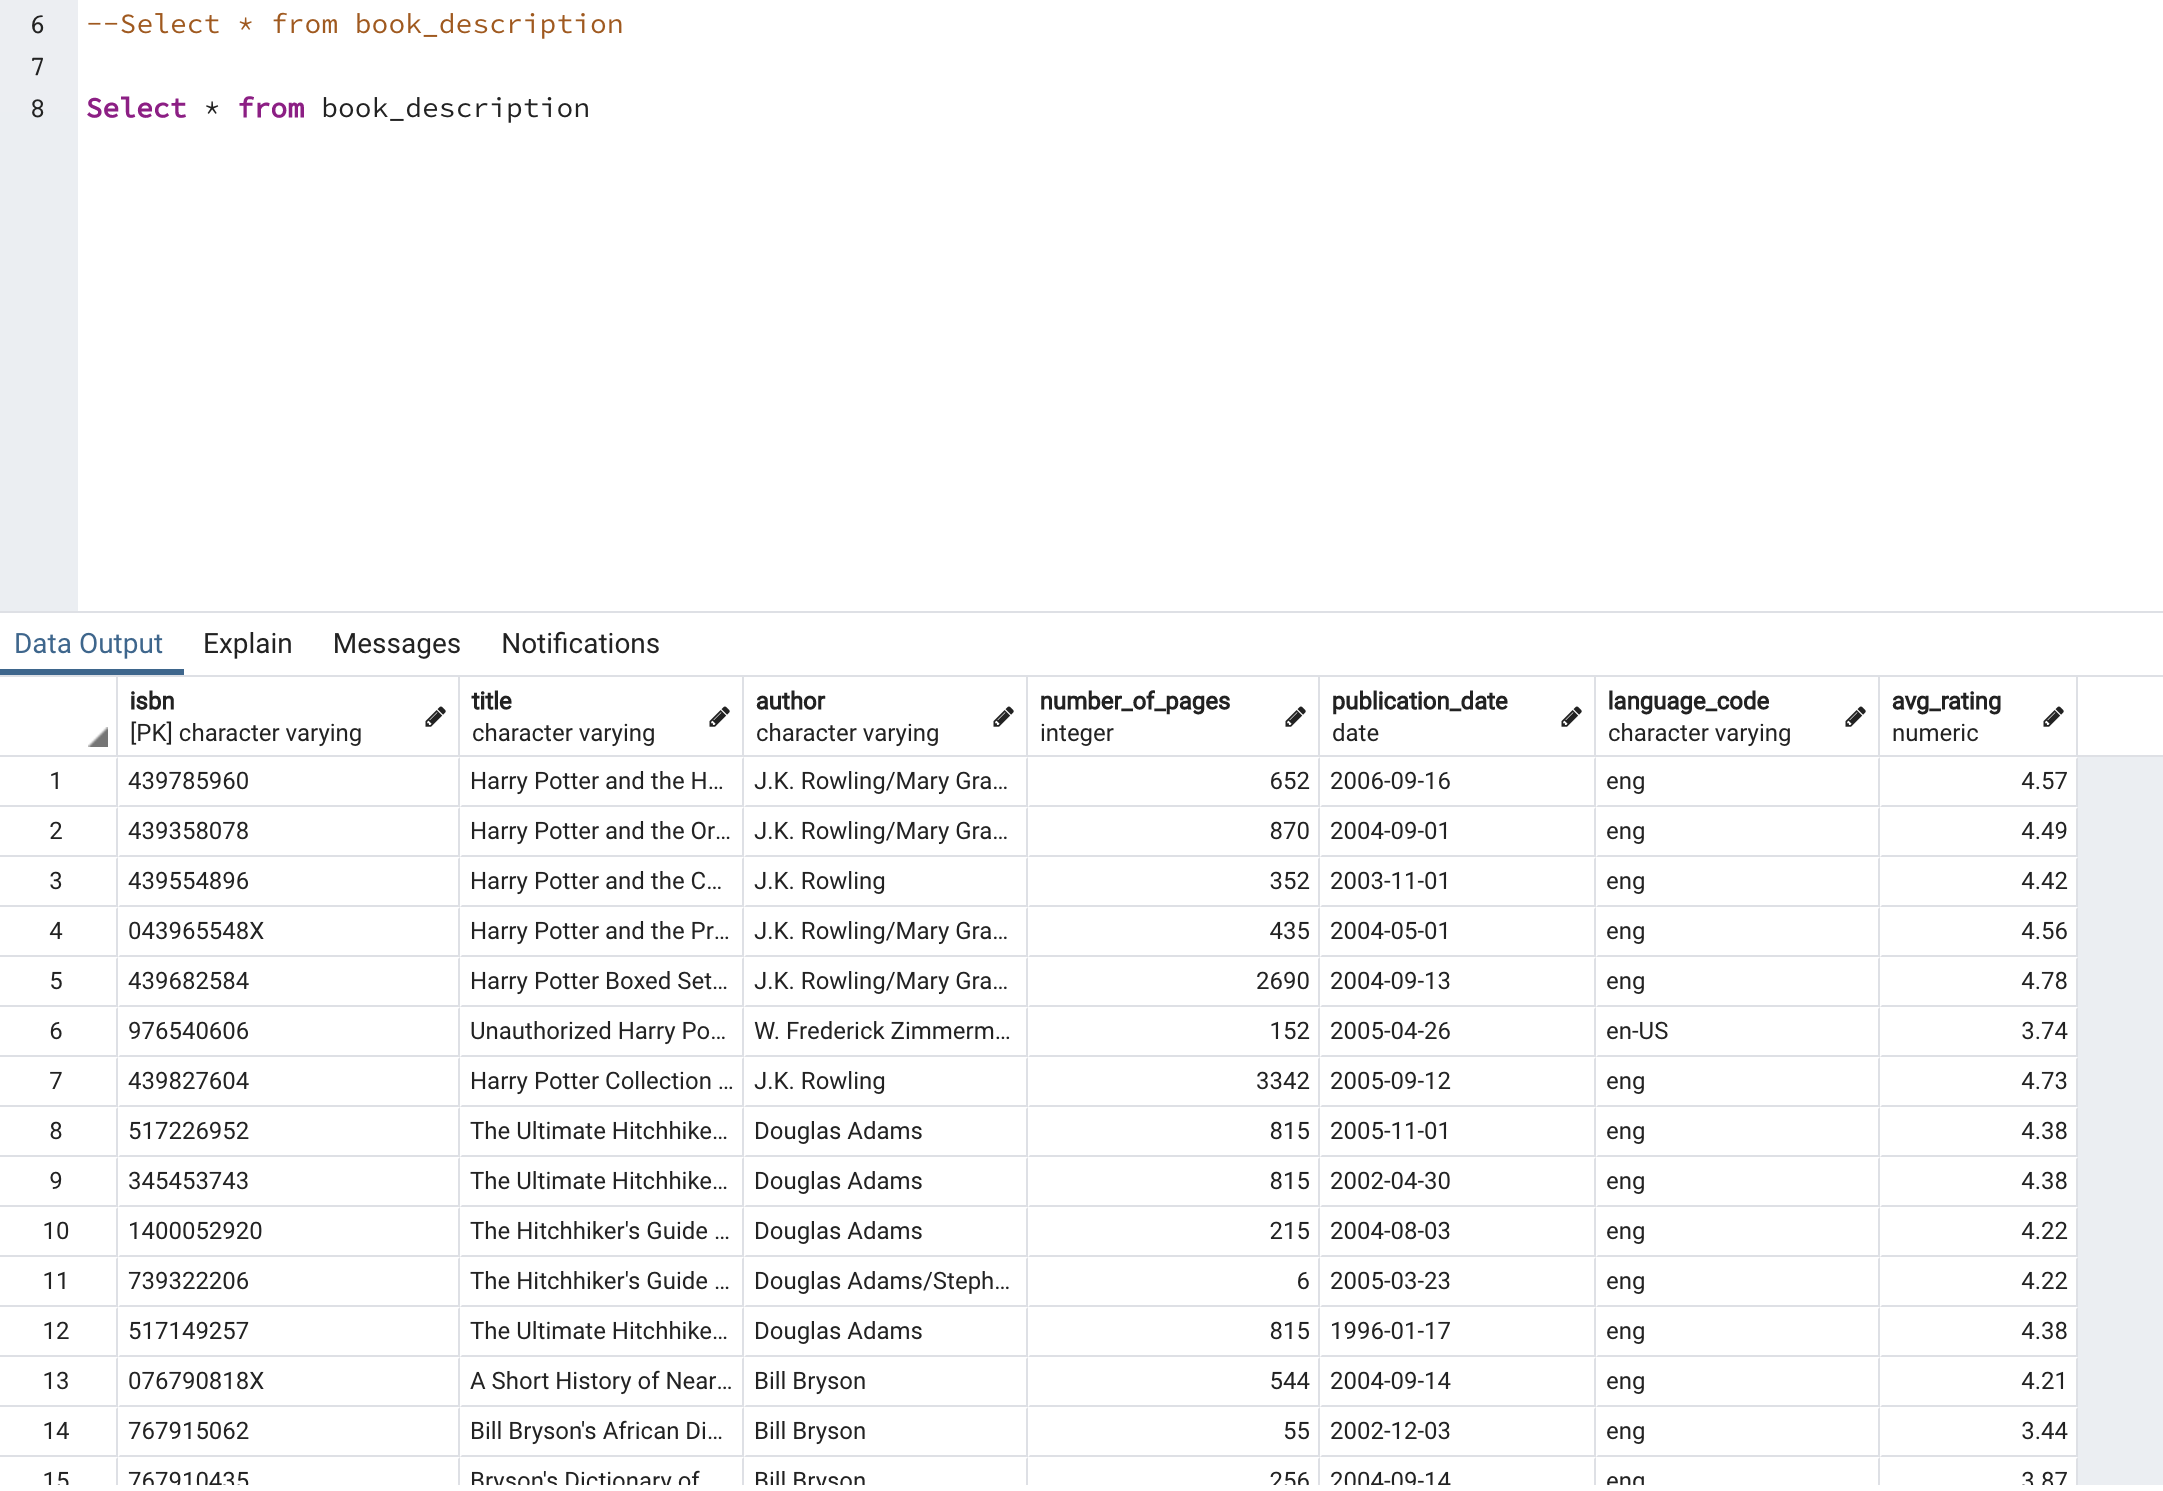 6 --Select * from book_description
7
8 Select * from book_description
Data Output Explain Messages Notifications
isbn title author number_of_pages publication_date language_code avg_rating
[PK] character varying character varying character varying integer date character varying numeric
1 439785960 Harry Potter and the H... J.K. Rowling/Mary Gra... 652 2006-09-16 eng 4.57
2 439358078 Harry Potter and the Or... J.K. Rowling/Mary Gra... 870 2004-09-01 eng 4.49
3 439554896 Harry Potter and the C... J.K. Rowling 352 2003-11-01 eng 4.42
4 043965548X Harry Potter and the Pr... J.K. Rowling/Mary Gra... 435 2004-05-01 eng 4.56
5 439682584 Harry Potter Boxed Set... J.K. Rowling/Mary Gra... 2690 2004-09-13 eng 4.78
6 976540606 Unauthorized Harry Po... W. Frederick Zimmerm... 152 2005-04-26 en-US 3.74
7 439827604 Harry Potter Collection ... J.K. Rowling 3342 2005-09-12 eng 4.73
8 517226952 The Ultimate Hitchhike... Douglas Adams 815 2005-11-01 eng 4.38
9 345453743 The Ultimate Hitchhike... Douglas Adams 815 2002-04-30 eng 4.38
10 1400052920 The Hitchhiker's Guide ... Douglas Adams 215 2004-08-03 eng 4.22
11 739322206 The Hitchhiker's Guide ... Douglas Adams/Steph... 6 2005-03-23 eng 4.22
12 517149257 The Ultimate Hitchhike... Douglas Adams 815 1996-01-17 eng 4.38
13 076790818X A Short History of Near... Bill Bryson 544 2004-09-14 eng 4.21
14 767915062 Bill Bryson's African Di... Bill Bryson 55 2002-12-03 eng 3.44
15 767910435 Bryson's Dictionary of Bill Bryson 256 2004-09-14 eng 3.87